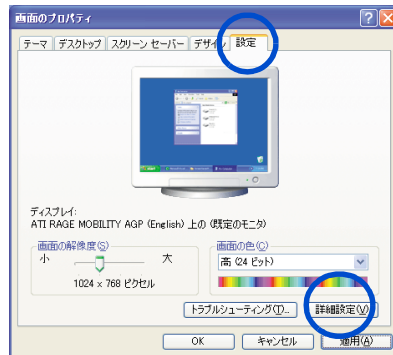 画面のプロパティ
テーマ デスクトップ スクリーン セーバー デザイン 設定
ディスプレイ:
ATI RAGE MOBILITY AGP (English) 上の (既定のモニタ)
画面の解像度(S) 画面の色(C)
小 大 高 (24 ビット)
1024 x 768 ピクセル
トラブルシューティング(T)... 詳細設定(V)
OK キャンセル 適用(A)